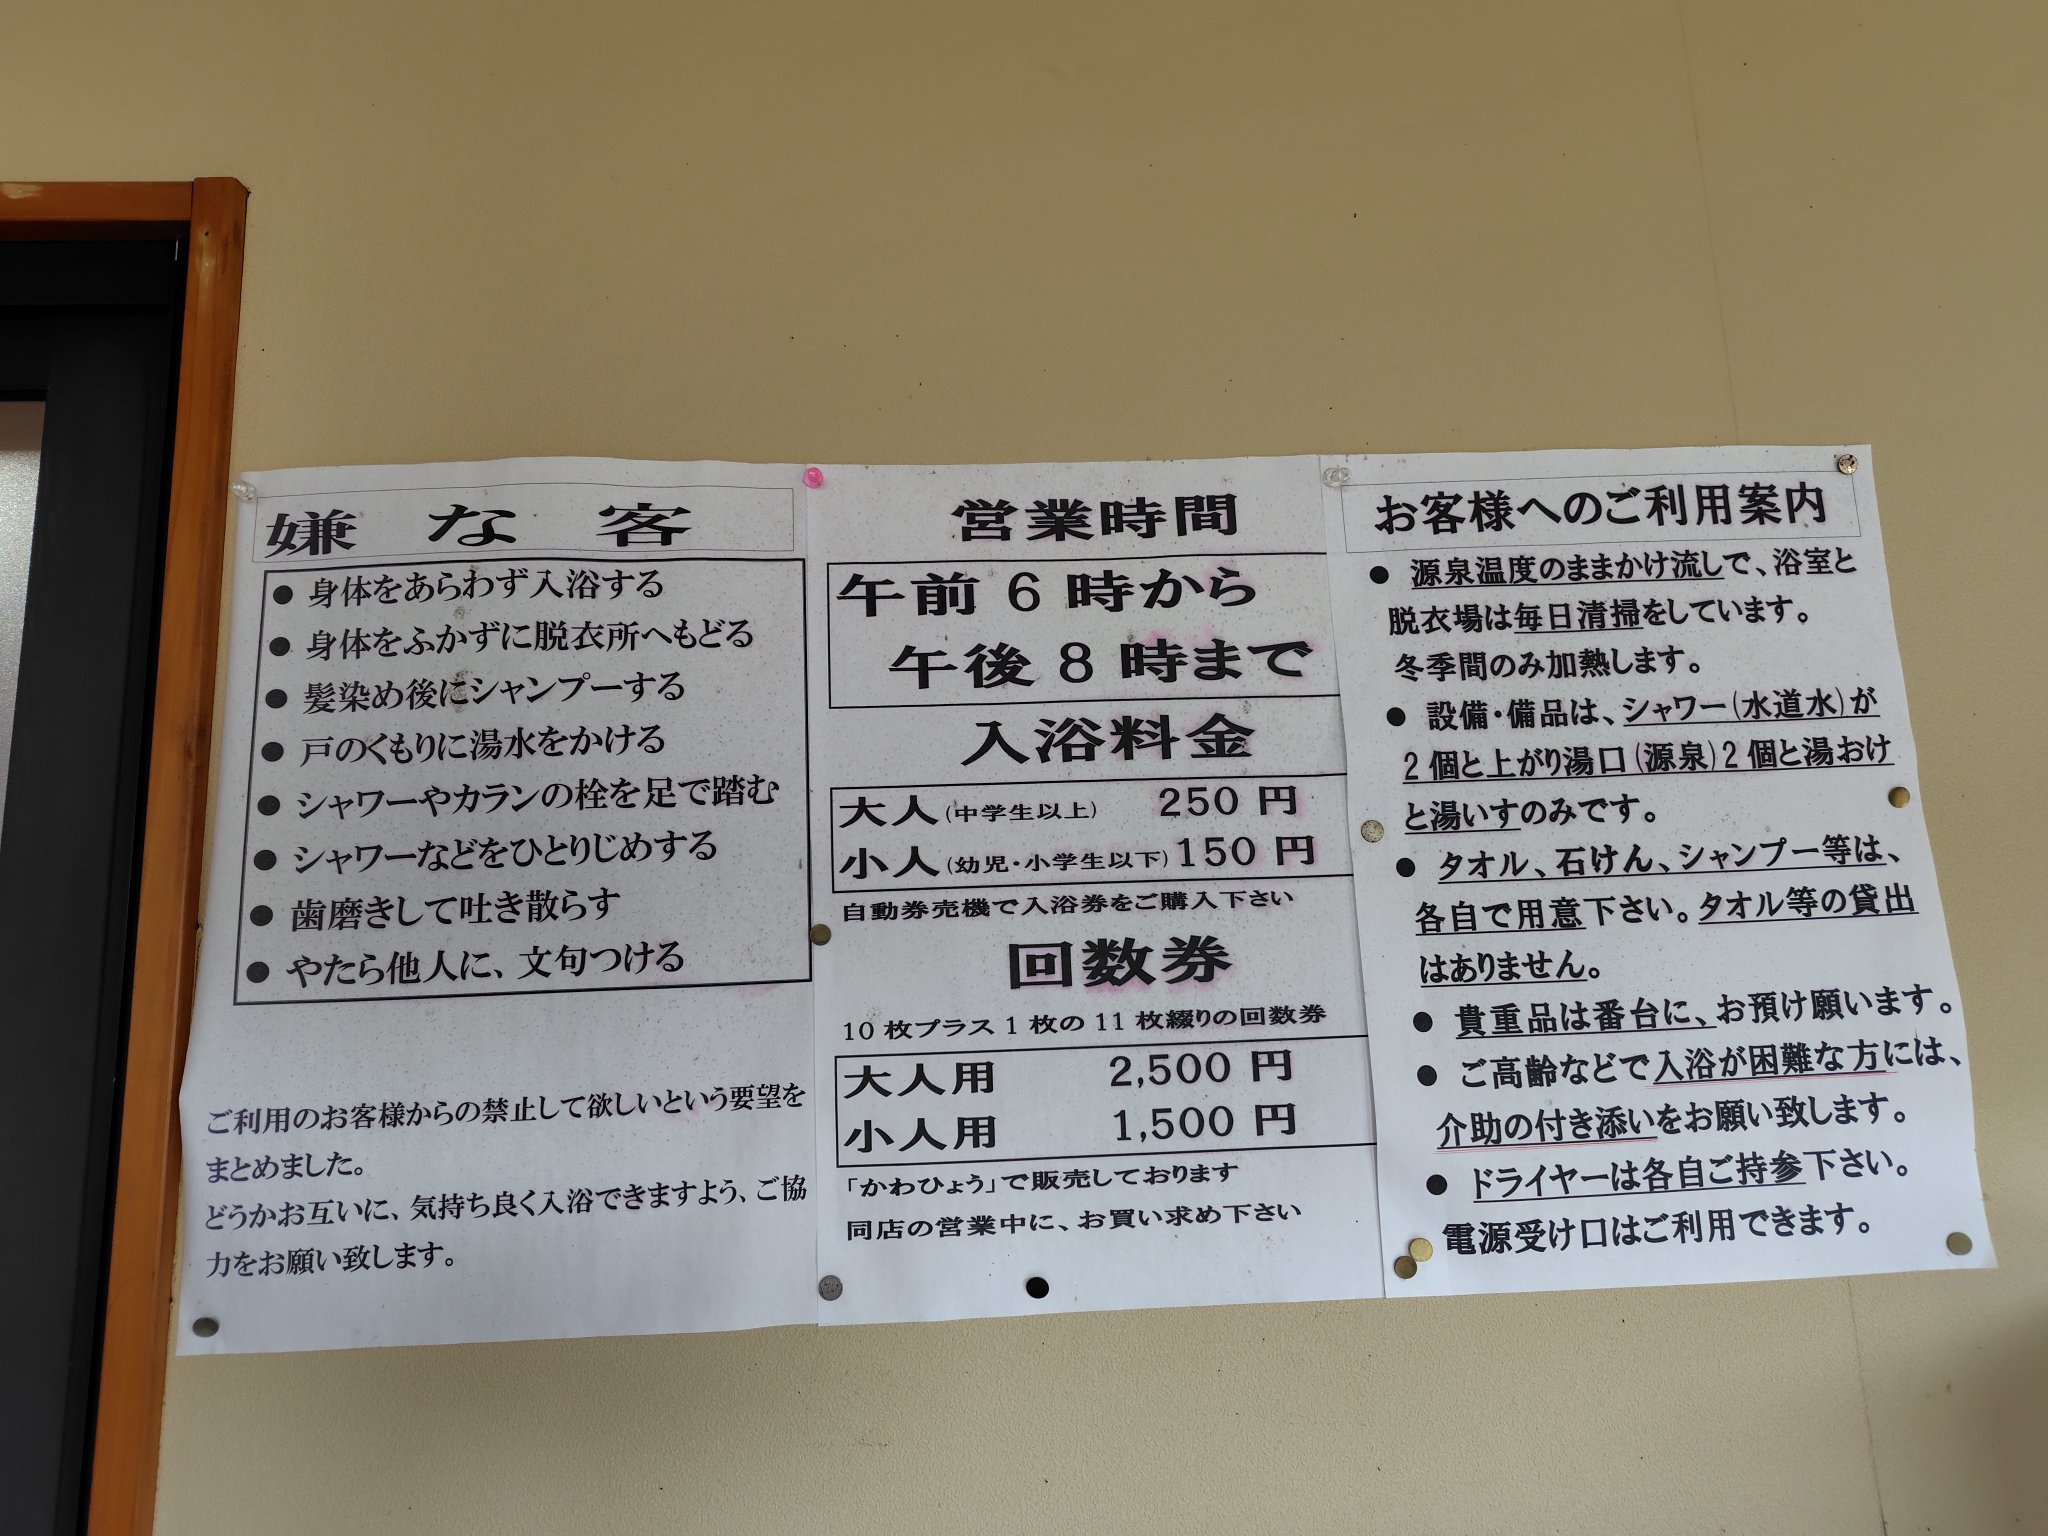 嫌な客
● 身体をあらわず入浴する
● 身体をふかずに脱衣所へもどる
● 髪染め後にシャンプーする
● 戸のくもりに湯水をかける
● シャワーやカランの栓を足で踏む
● シャワーなどをひとりじめする
● 歯磨きして吐き散らす
● やたら他人に、文句つける
ご利用のお客様からの禁止して欲しいという要望を
まとめました。
どうかお互いに、気持ち良く入浴できますよう、ご協
力をお願い致します。
営業時間
午前6時から
午後8時まで
入浴料金
大人(中学生以上) 250円
小人(幼児・小学生以下)150円
自動券売機で入浴券をご購入下さい
回数券
10枚プラス1枚の11枚綴りの回数券
大人用 2,500円
小人用 1,500円
「かわひょう」で販売しております
同店の営業中に、お買い求め下さい
お客様へのご利用案内
● 源泉温度のままかけ流しで、浴室と
脱衣場は毎日清掃をしています。
冬季間のみ加熱します。
● 設備・備品は、シャワー(水道水)が
2個と上がり湯口(源泉)2個と湯おけ
と湯いすのみです。
● タオル、石けん、シャンプー等は、
各自で用意下さい。タオル等の貸出
はありません。
● 貴重品は番台に、お預け願います。
● ご高齢などで入浴が困難な方には、
介助の付き添いをお願い致します。
● ドライヤーは各自ご持参下さい。
電源受け口はご利用できます。